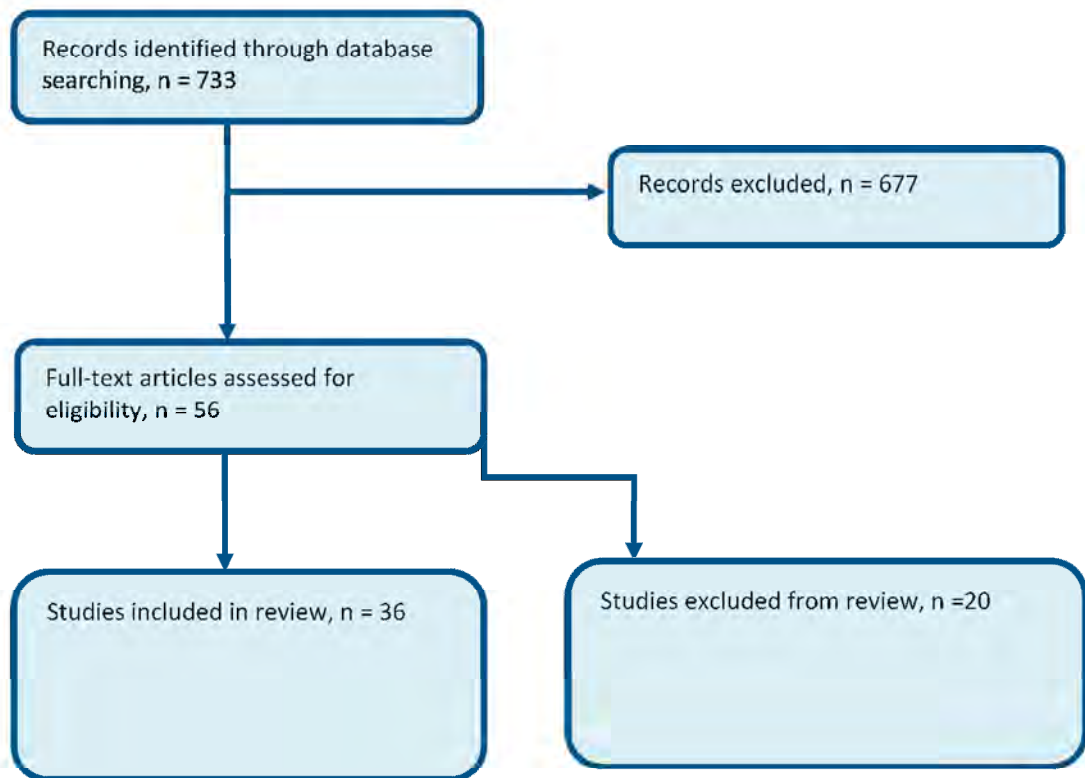 Records identified through database
searching, n = 733
Records excluded, n = 677
Full-text articles assessed for
eligibility, n = 56
Studies included in review, n = 36
Studies excluded from review, n =20